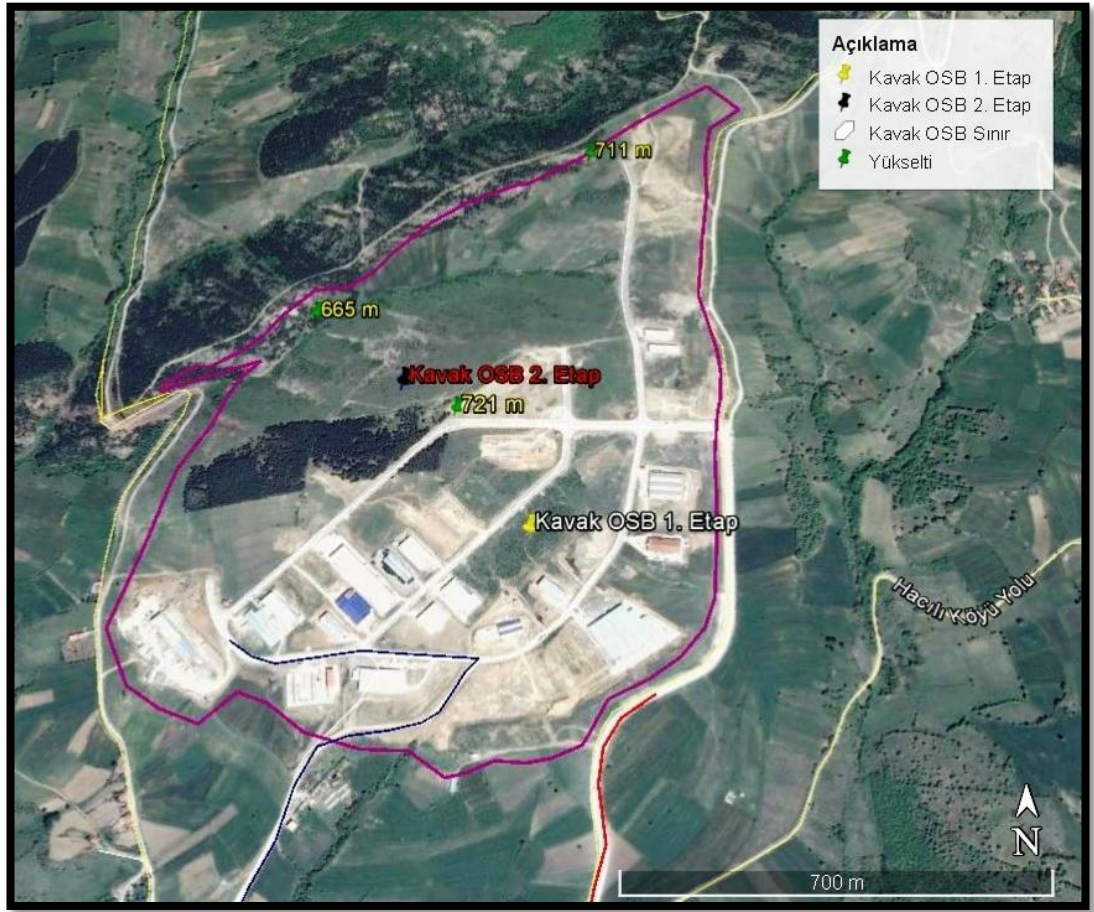 Açıklama
Kavak OSB 1. Etap
Kavak OSB 2. Etap
Kavak OSB Sınır
Yükselti
711 m
665 m
Kavak OSB 2. Etap
721 m
Kavak OSB 1. Etap
Hacılı Köyü Yolu
N
700 m